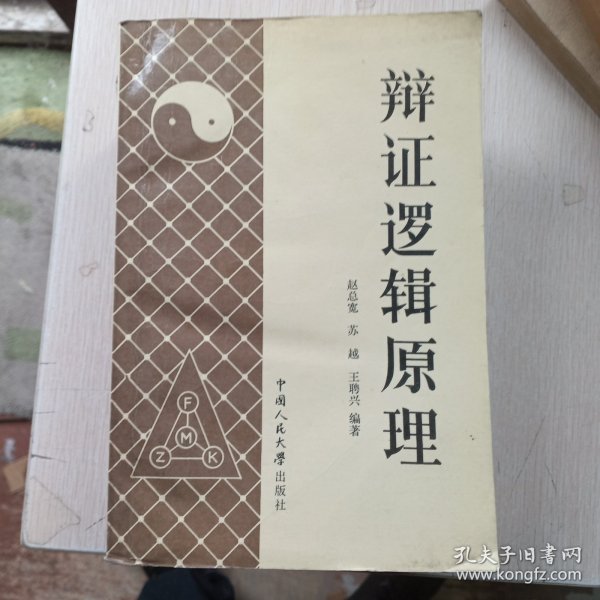 辩证逻辑原理
赵总宽 苏越 王聘兴 编著
中国人民大学出版社
F
M
Z K
孔夫子旧书网
www.kongfz.com